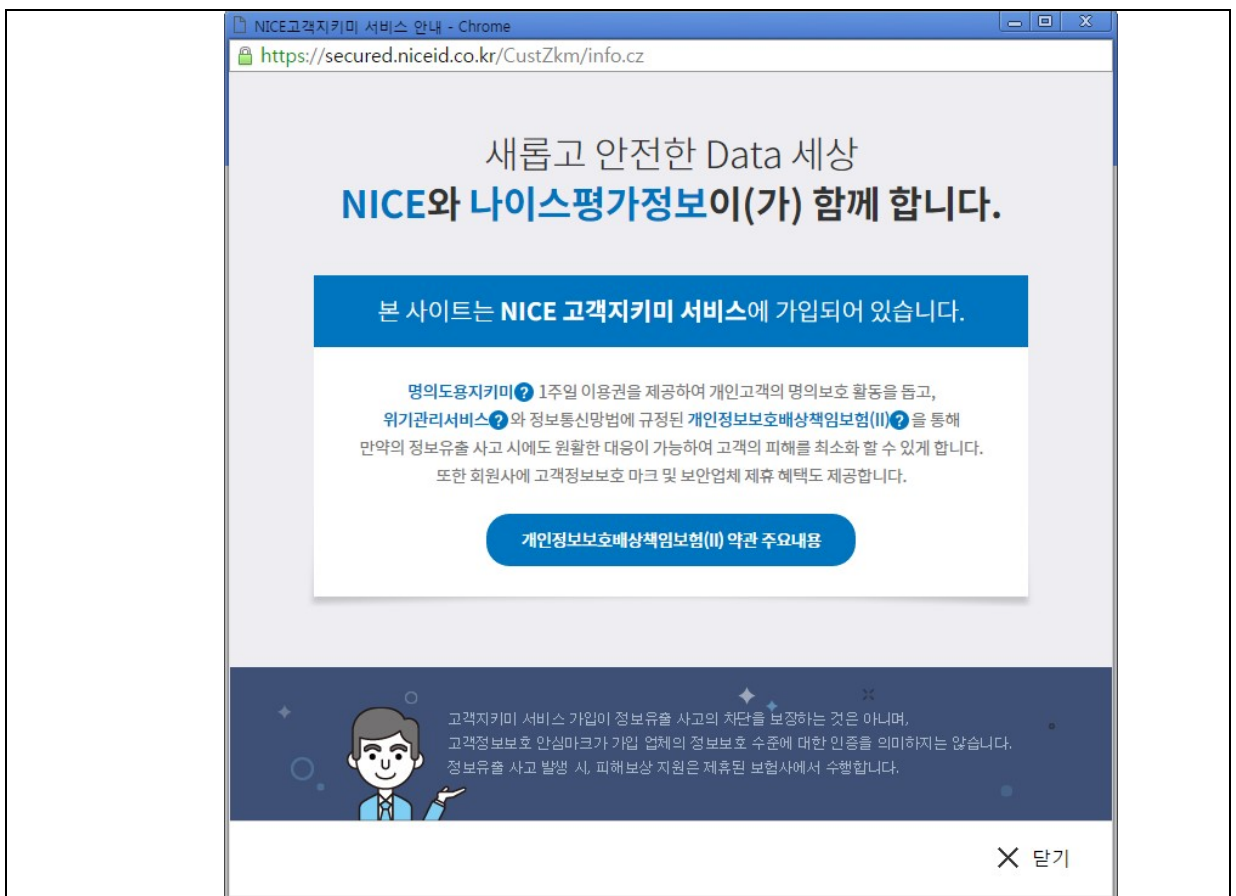 NICE고객지키미 서비스 안내 - Chrome
https://secured.niceid.co.kr/CustZkm/info.cz
새롭고 안전한 Data 세상
NICE와 나이스평가정보이(가) 함께 합니다.
본 사이트는 NICE 고객지키미 서비스에 가입되어 있습니다.
명의도용지키미? 1주일 이용권을 제공하여 개인고객의 명의보호 활동을 돕고,
위기관리서비스? 와 정보통신망법에 규정된 개인정보보호배상책임보험(II)? 을 통해
만약의 정보유출 사고 시에도 원활한 대응이 가능하여 고객의 피해를 최소화 할 수 있게 합니다.
또한 회원사에 고객정보보호 마크 및 보안업체 제휴 혜택도 제공합니다.
개인정보보호배상책임보험(II) 약관 주요내용
고객지키미 서비스 가입이 정보유출 사고의 차단을 보장하는 것은 아니며,
고객정보보호 안심마크가 가입 업체의 정보보호 수준에 대한 인증을 의미하지는 않습니다.
정보유출 사고 발생 시, 피해보상 지원은 제휴된 보험사에서 수행합니다.
닫기